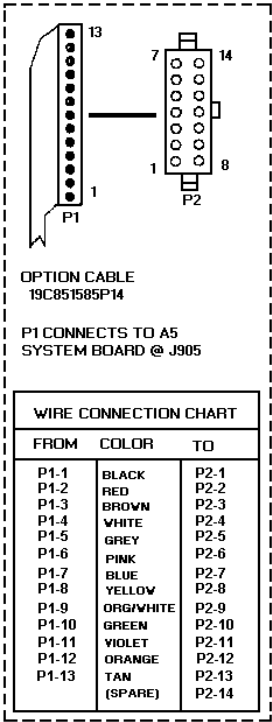 13
7 14
1 8
1
P1 P2
OPTION CABLE
19C851585P14
P1 CONNECTS TO A5
SYSTEM BOARD @ J905
WIRE CONNECTION CHART
FROM COLOR TO
P1-1 BLACK P2-1
P1-2 RED P2-2
P1-3 BROWN P2-3
P1-4 WHITE P2-4
P1-5 GREY P2-5
P1-6 PINK P2-6
P1-7 BLUE P2-7
P1-8 YELLOW P2-8
P1-9 ORG/WHITE P2-9
P1-10 GREEN P2-10
P1-11 VIOLET P2-11
P1-12 ORANGE P2-12
P1-13 TAN P2-13
(SPARE) P2-14